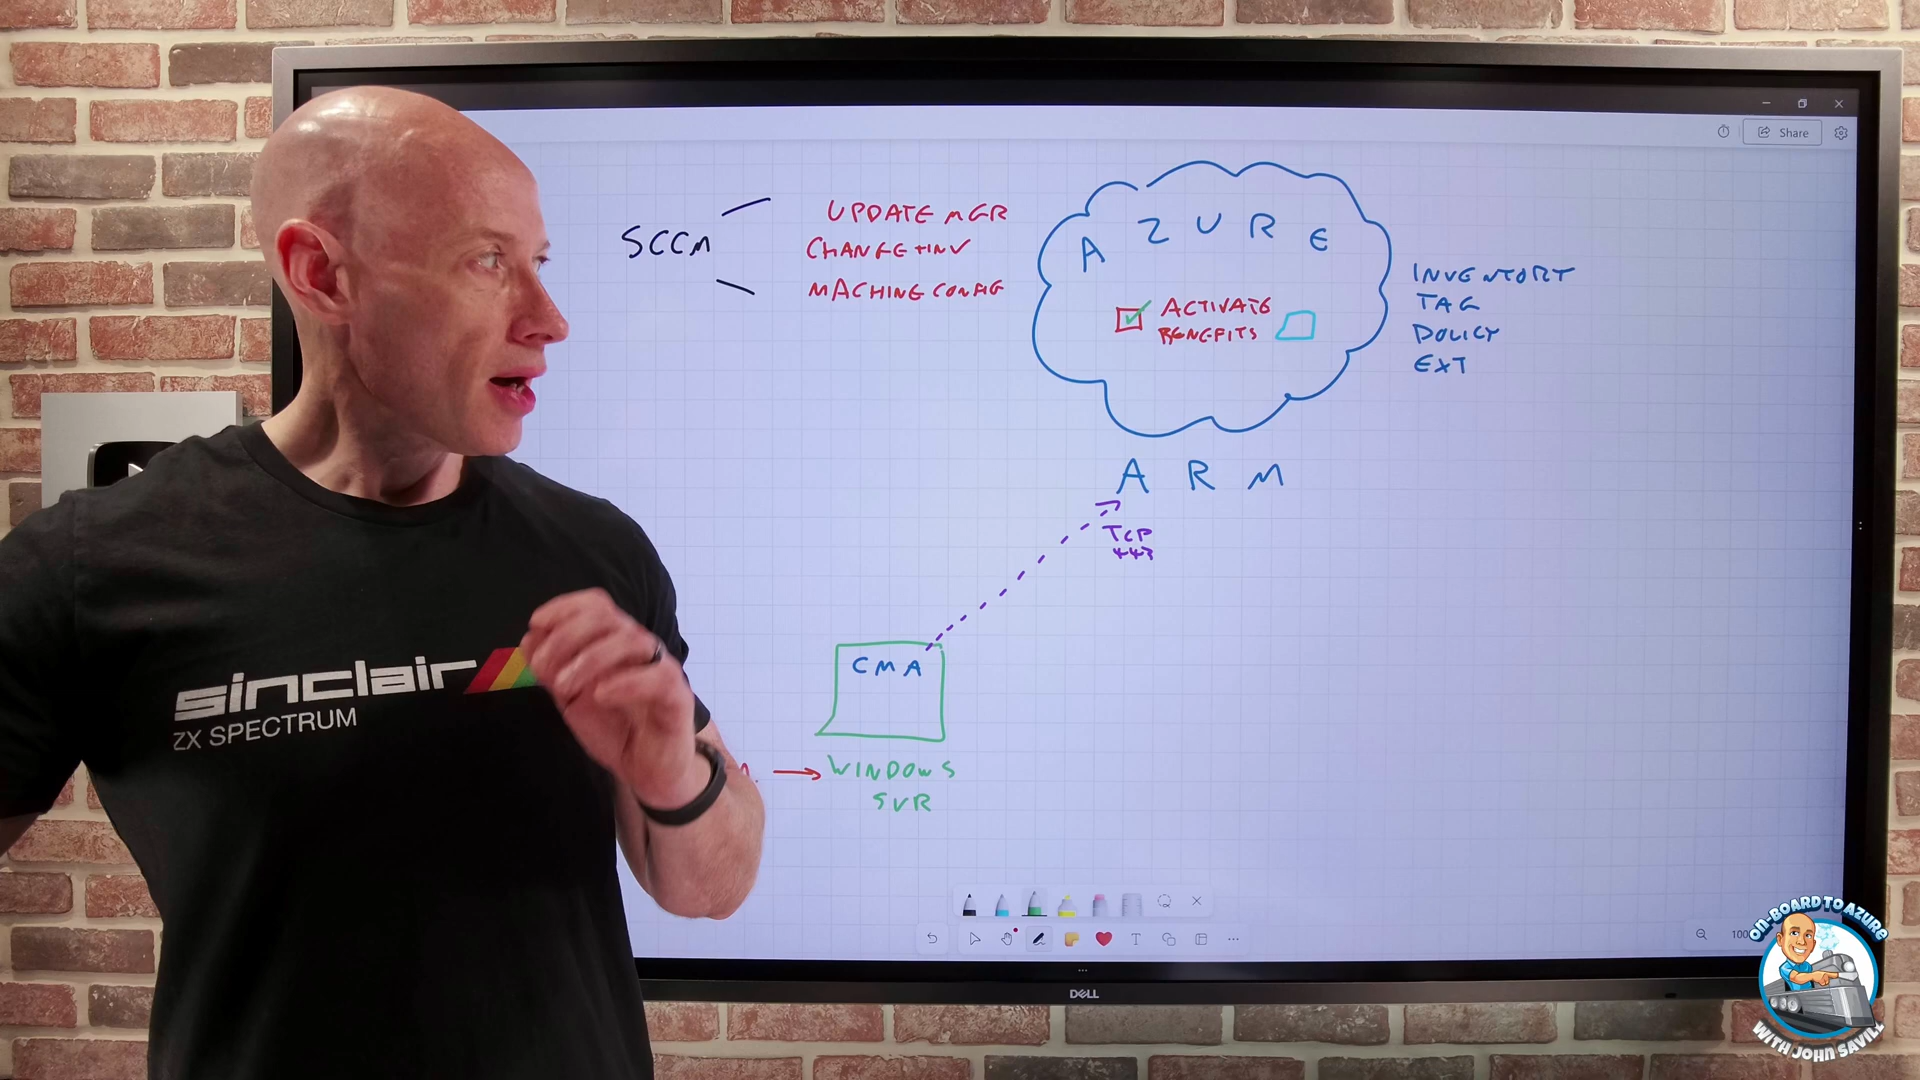 Share
SCCM
UPDATE MGR
CHANGE + INV
MACHINE CONFIG
AZURE
ACTIVATE
BENEFITS
INVENTORY
TAG
POLICY
EXT
ARM
TCP
443
CMA
WINDOWS
SVR
sinclair
ZX SPECTRUM
T
DELL
ON-BOARD TO AZURE
WITH JOHN SAVILL